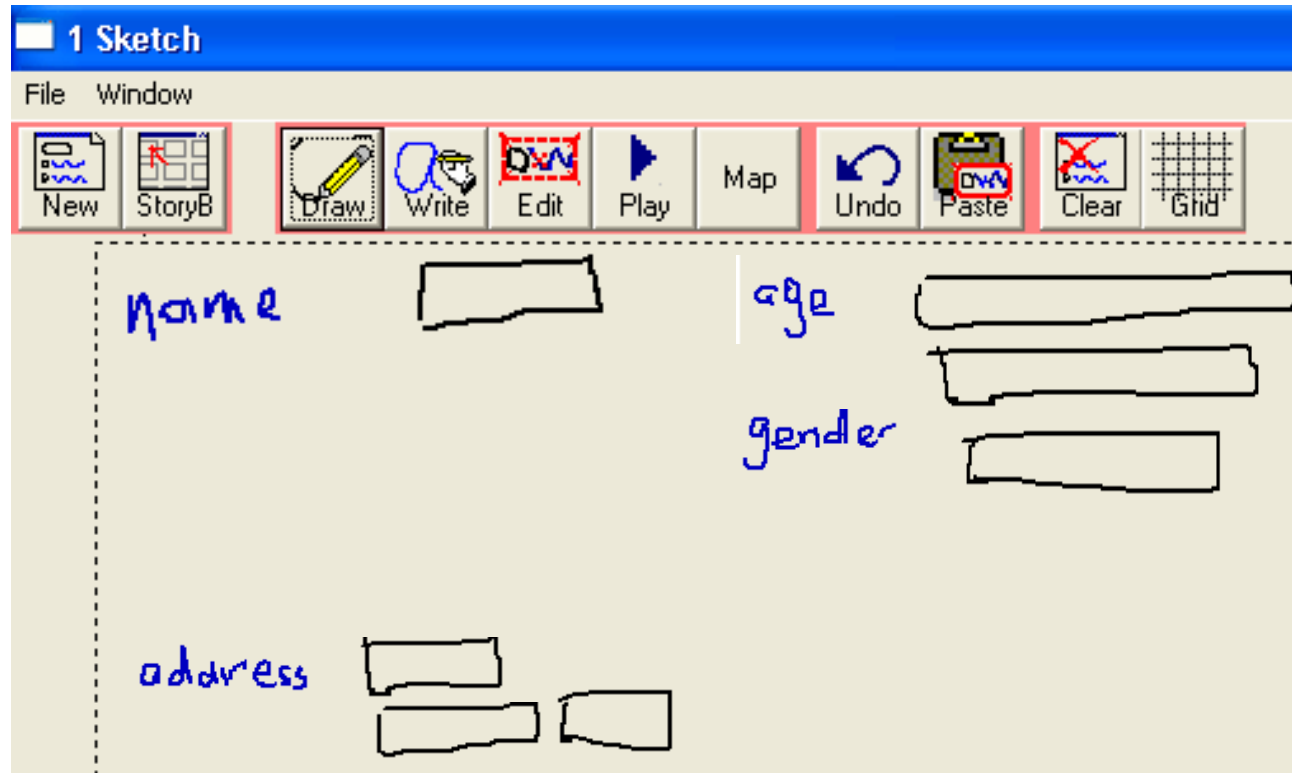 1 Sketch
File Window
New StoryB Draw Write Edit Play Map Undo Paste Clear Grid
name age
gender
address